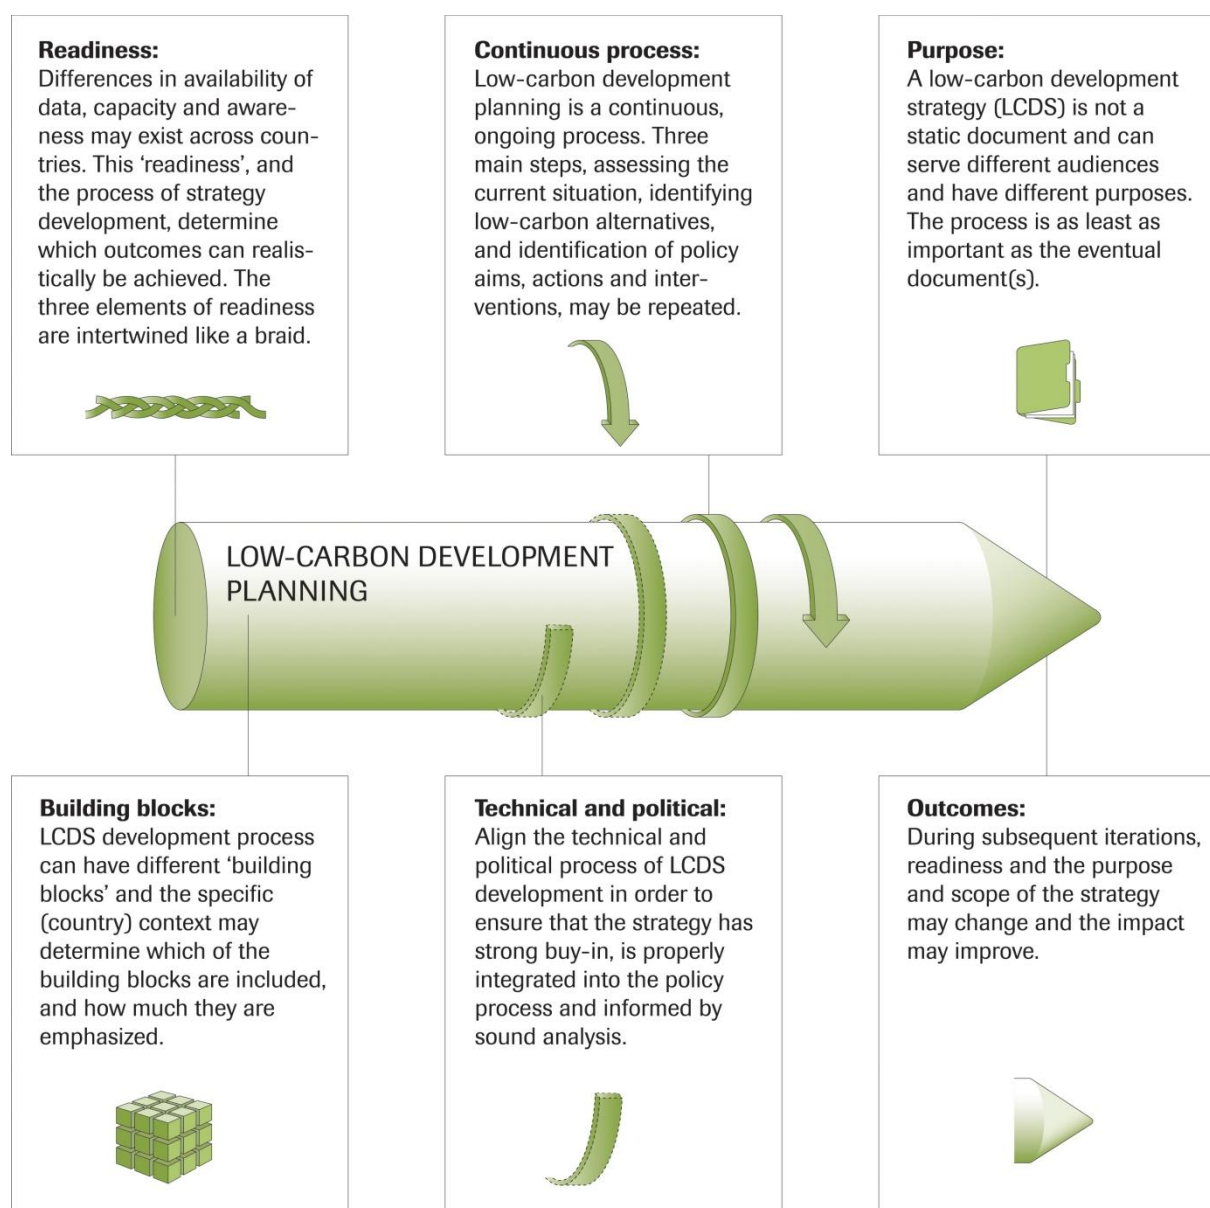 Readiness:
Differences in availability of
data, capacity and aware-
ness may exist across coun-
tries. This ‘readiness’, and
the process of strategy
development, determine
which outcomes can realis-
tically be achieved. The
three elements of readiness
are intertwined like a braid.
Continuous process:
Low-carbon development
planning is a continuous,
ongoing process. Three
main steps, assessing the
current situation, identifying
low-carbon alternatives,
and identification of policy
aims, actions and inter-
ventions, may be repeated.
Purpose:
A low-carbon development
strategy (LCDS) is not a
static document and can
serve different audiences
and have different purposes.
The process is as least as
important as the eventual
document(s).
LOW-CARBON DEVELOPMENT
PLANNING
Building blocks:
LCDS development process
can have different ‘building
blocks’ and the specific
(country) context may
determine which of the
building blocks are included,
and how much they are
emphasized.
Technical and political:
Align the technical and
political process of LCDS
development in order to
ensure that the strategy has
strong buy-in, is properly
integrated into the policy
process and informed by
sound analysis.
Outcomes:
During subsequent iterations,
readiness and the purpose
and scope of the strategy
may change and the impact
may improve.